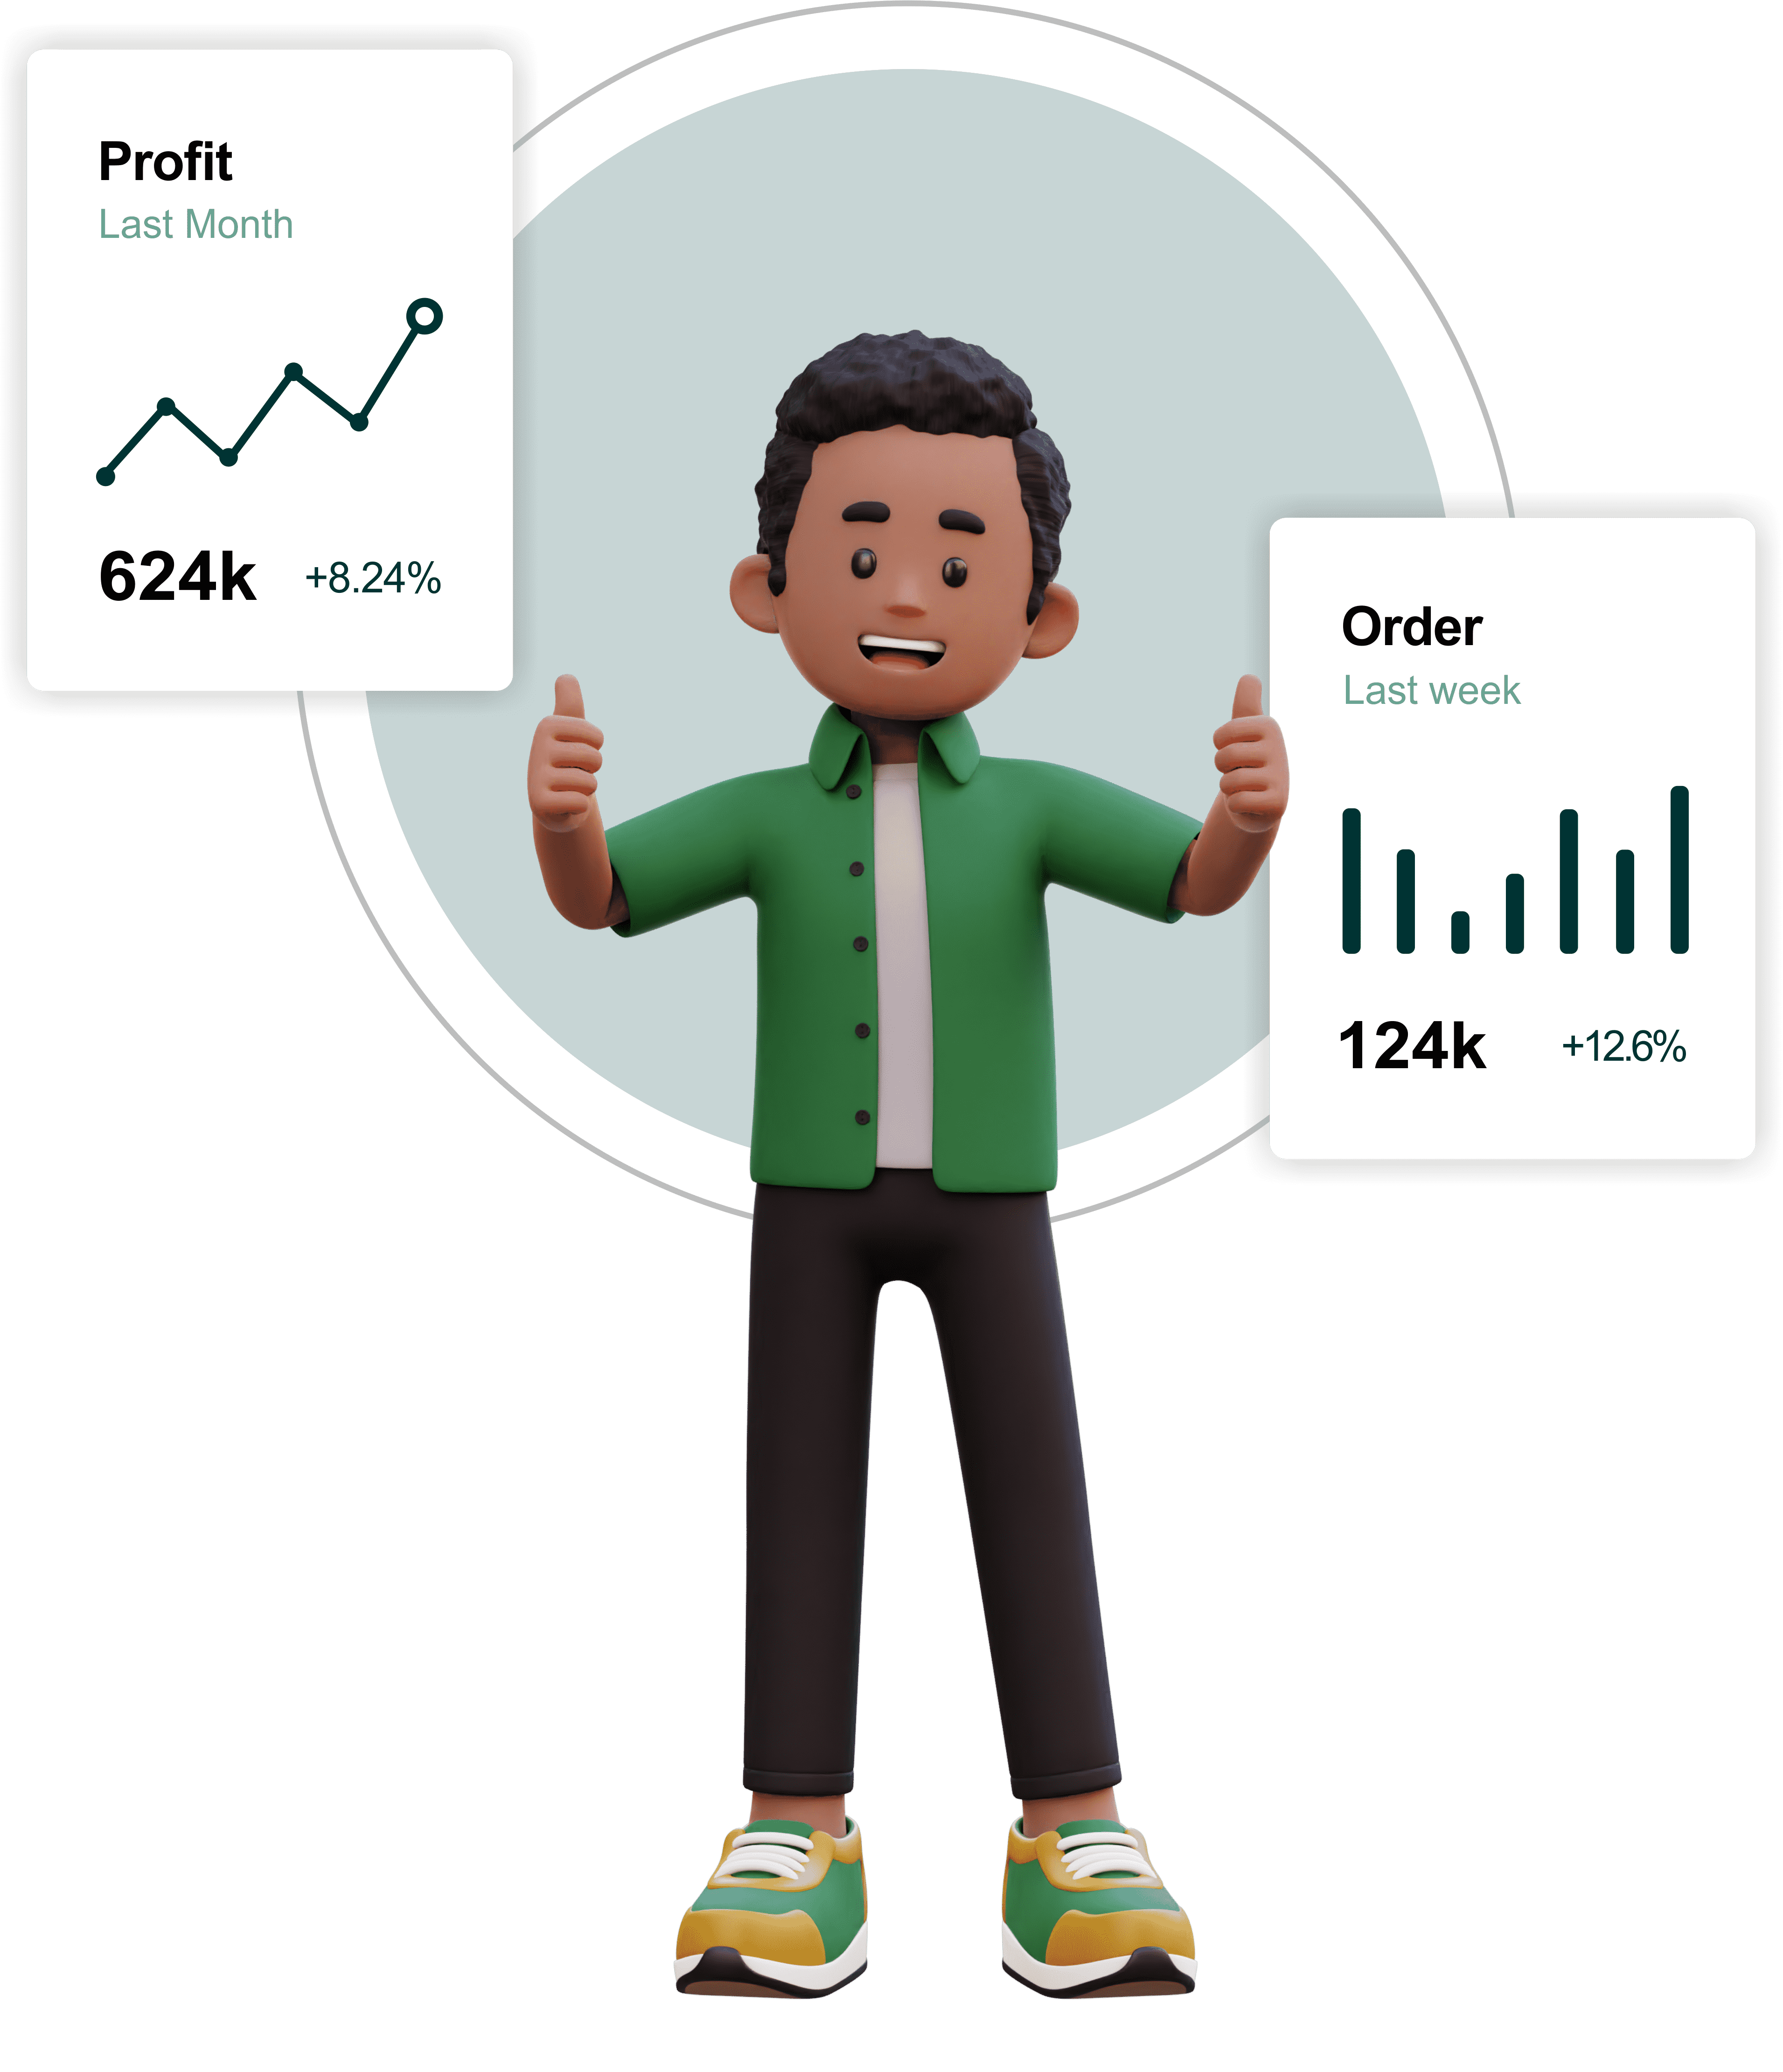 Profit
Last Month
624k +8.24%
Order
Last week
124k +12.6%